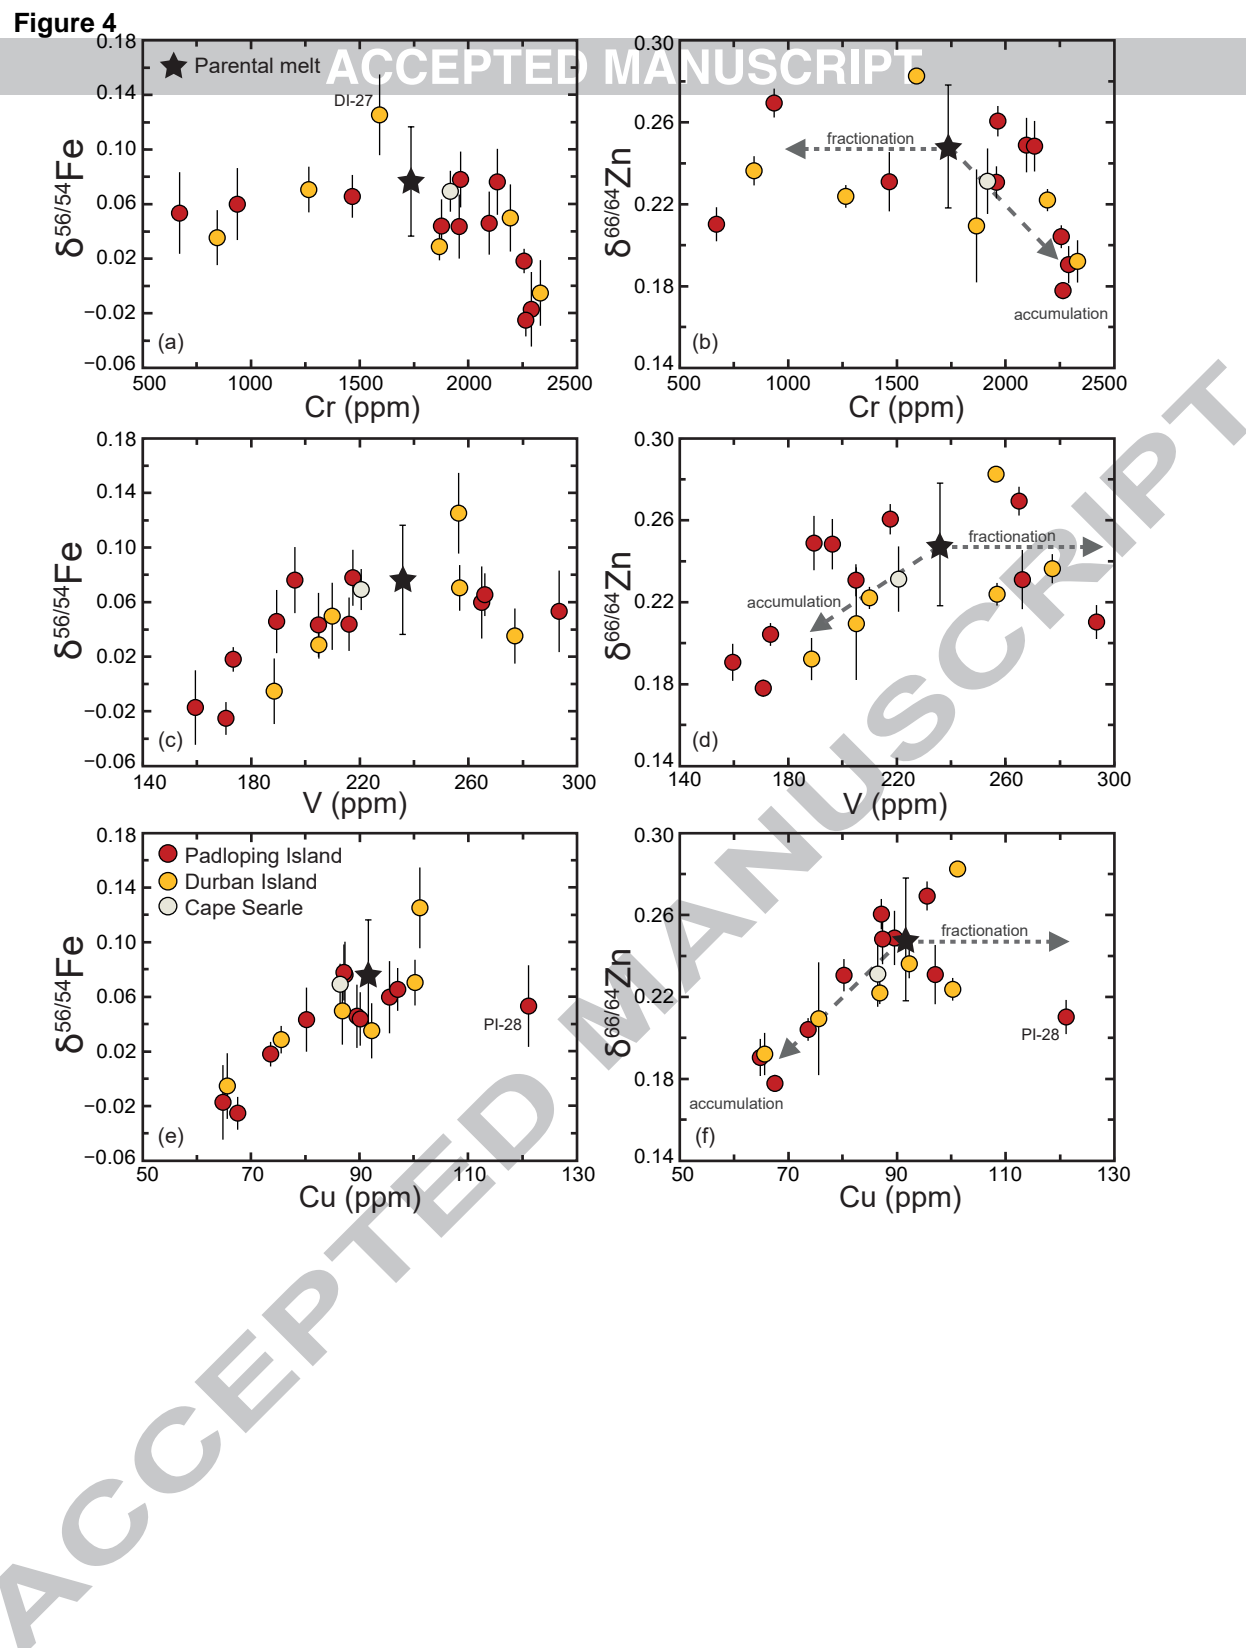 Figure 4
ACCEPTED MANUSCRIPT
0.18
0.14
0.10
0.06
0.02
−0.02
−0.06
δ56/54Fe
Parental melt
DI-27
(a)
500 1000 1500 2000 2500
Cr (ppm)
0.30
0.26
0.22
0.18
0.14
δ66/64Zn
fractionation
accumulation
(b)
500 1000 1500 2000 2500
Cr (ppm)
0.18
0.14
0.10
0.06
0.02
−0.02
−0.06
δ56/54Fe
(c)
140 180 220 260 300
V (ppm)
0.30
0.26
0.22
0.18
0.14
δ66/64Zn
fractionation
accumulation
(d)
140 180 220 260 300
V (ppm)
0.18
0.14
0.10
0.06
0.02
−0.02
−0.06
δ56/54Fe
Padloping Island
Durban Island
Cape Searle
PI-28
(e)
50 70 90 110 130
Cu (ppm)
0.30
0.26
0.22
0.18
0.14
δ66/64Zn
fractionation
PI-28
accumulation
(f)
50 70 90 110 130
Cu (ppm)
ACCEPTED MANUSCRIPT